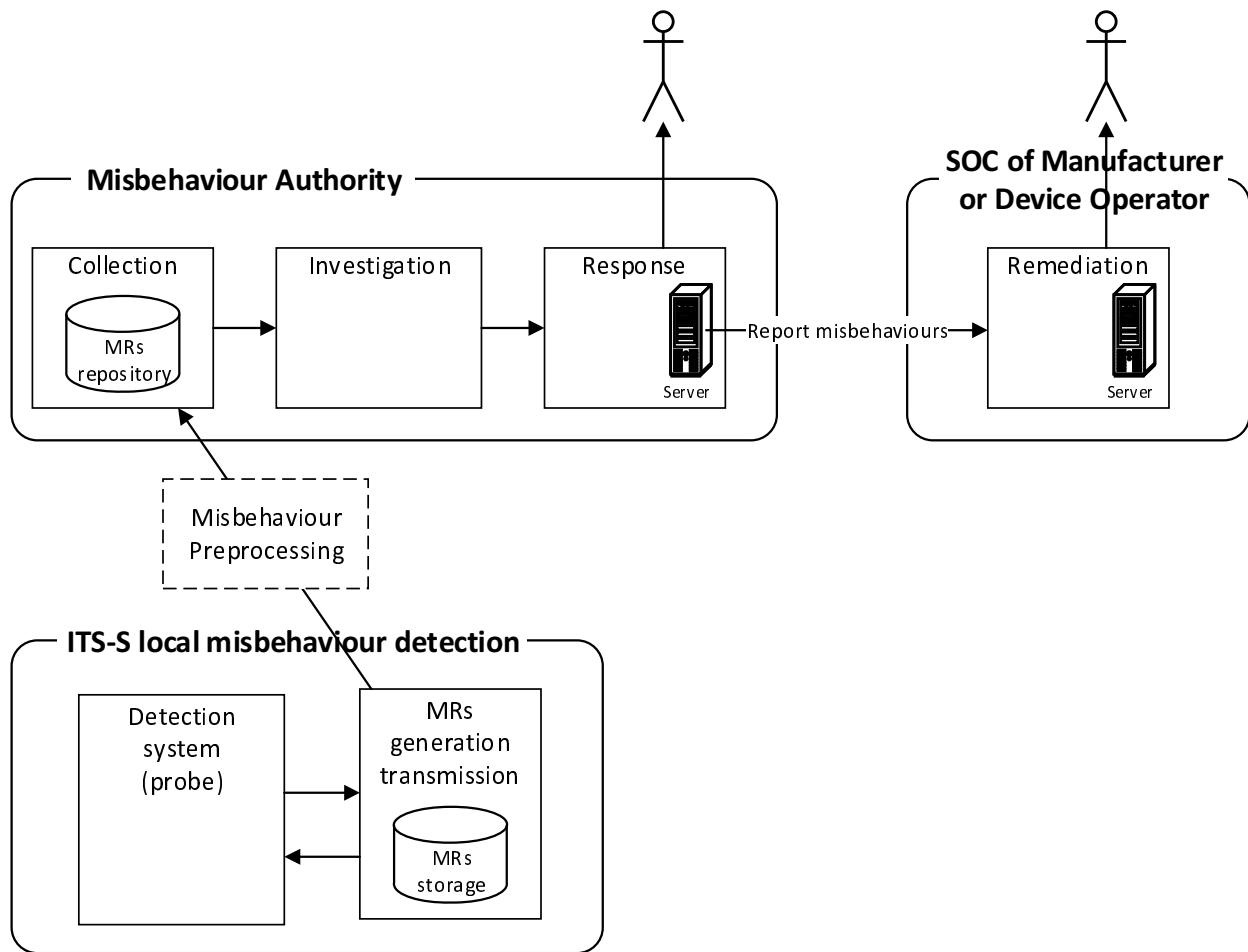 Misbehaviour Authority
SOC of Manufacturer
or Device Operator
Collection
MRs
repository
Investigation
Response
Server
Report misbehaviours
Remediation
Server
Misbehaviour
Preprocessing
ITS-S local misbehaviour detection
Detection
system
(probe)
MRs
generation
transmission
MRs
storage